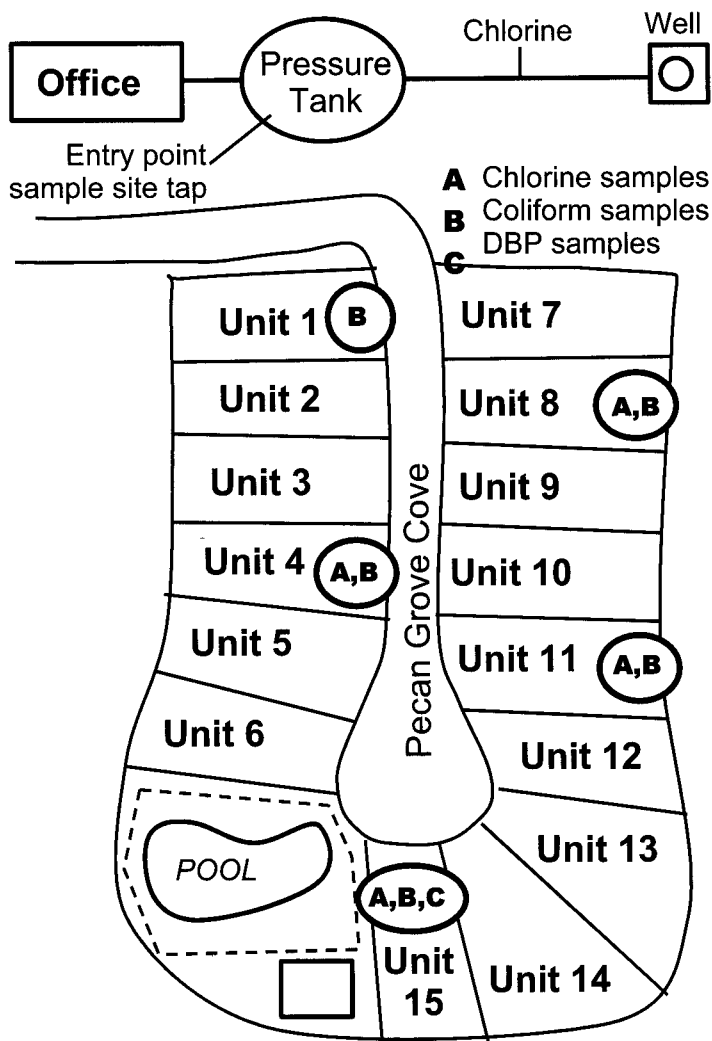 Chlorine
Well
Office
Pressure
Tank
Entry point
sample site tap
A Chlorine samples
B Coliform samples
C DBP samples
Unit 1
B
Unit 7
Unit 2
Unit 8
A,B
Unit 3
Unit 9
Unit 4
A,B
Unit 10
Pecan Grove Cove
Unit 5
Unit 11
A,B
Unit 6
Unit 12
Unit 13
POOL
A,B,C
Unit
15
Unit 14